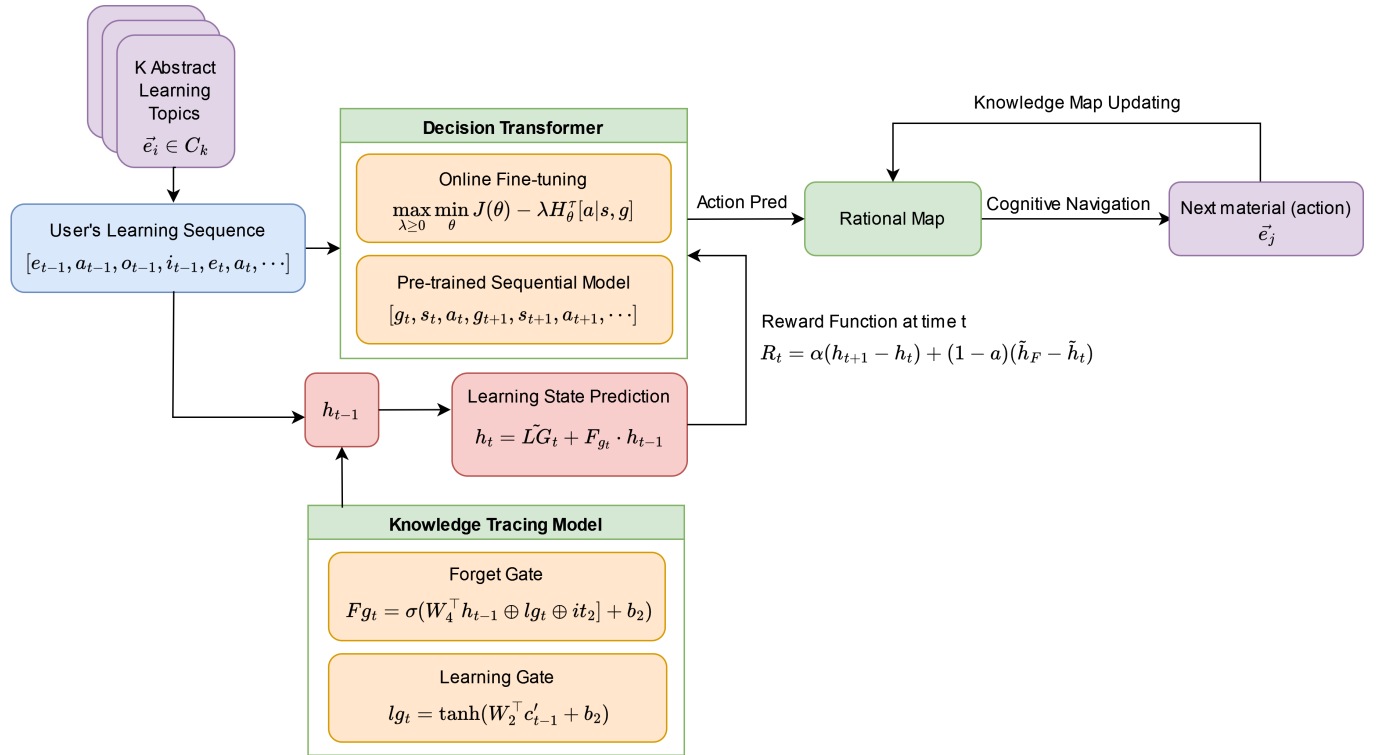 K Abstract
Learning
Topics
$\vec{e_i} \in C_k$
User's Learning Sequence
$[e_{t-1}, a_{t-1}, o_{t-1}, i_{t-1}, e_t, a_t, \cdots]$
Decision Transformer
Online Fine-tuning
$\max_{\lambda \geq 0} \min_{\theta} J(\theta) - \lambda H_{\theta}^{\tau}[a|s, g]$
Pre-trained Sequential Model
$[g_t, s_t, a_t, g_{t+1}, s_{t+1}, a_{t+1}, \cdots]$
Action Pred
Rational Map
Knowledge Map Updating
Cognitive Navigation
Next material (action)
$\vec{e_j}$
Reward Function at time t
$R_t = \alpha(h_{t+1} - h_t) + (1 - a)(\tilde{h}_F - \tilde{h}_t)$
$h_{t-1}$
Learning State Prediction
$h_t = \tilde{LG}_t + F_{g_t} \cdot h_{t-1}$
Knowledge Tracing Model
Forget Gate
$Fg_t = \sigma(W_4^{\top} h_{t-1} \oplus lg_t \oplus it_2] + b_2)$
Learning Gate
$lg_t = \tanh(W_2^{\top} c'_{t-1} + b_2)$